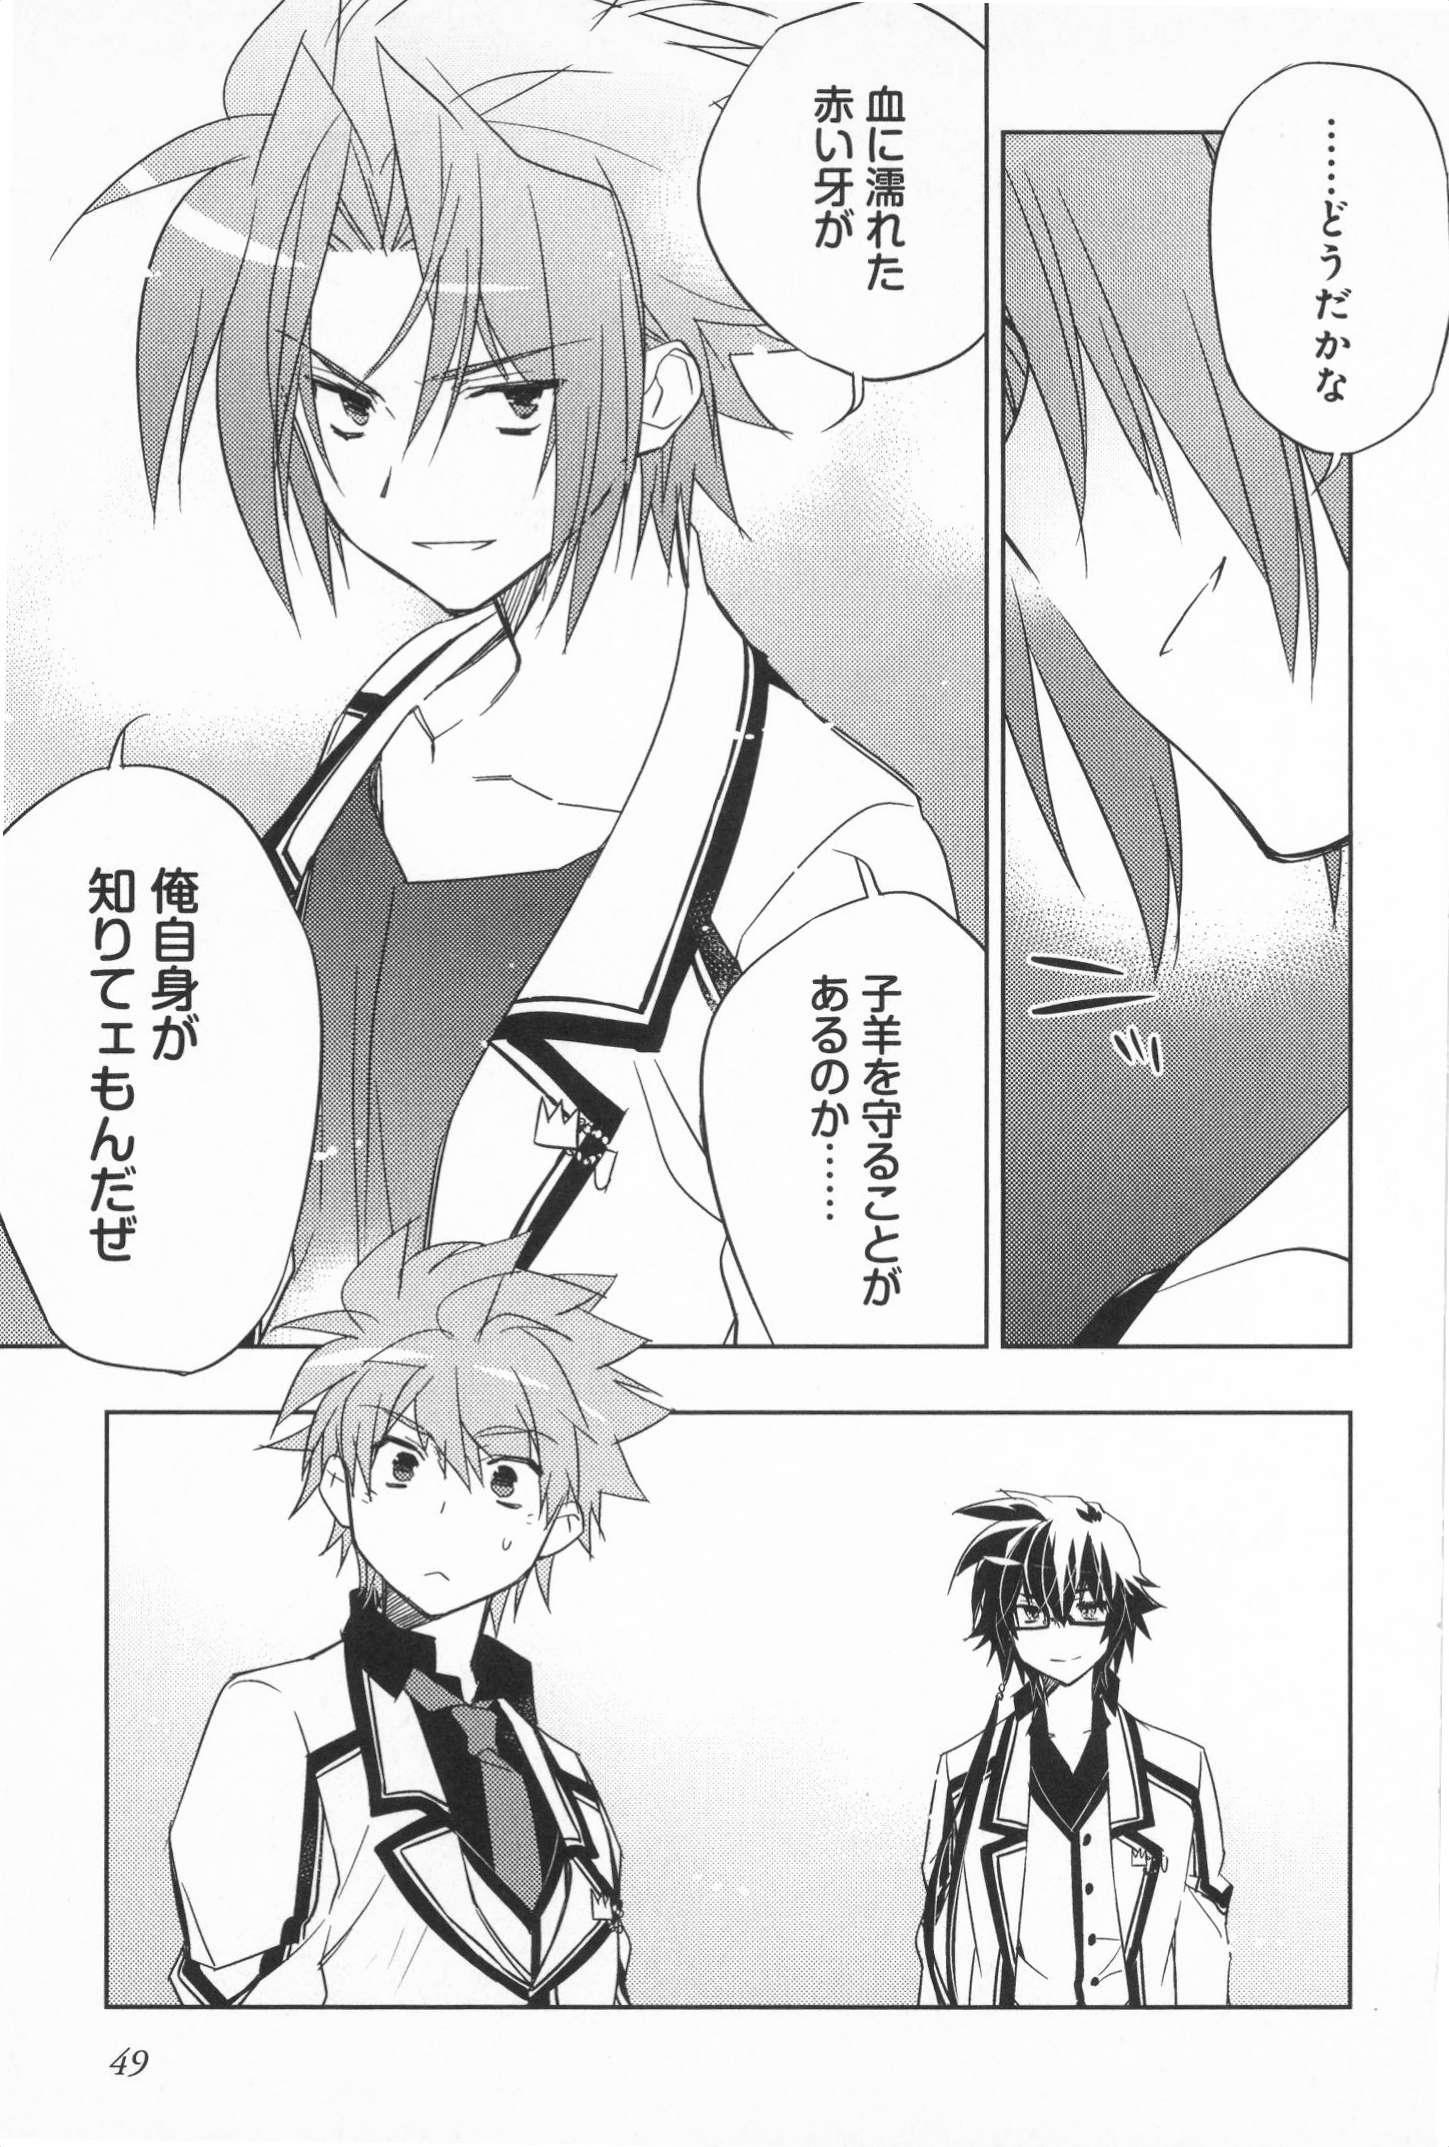 ……どうだかな
血に濡れた
赤い牙が
子羊を守ることが
あるのか……
俺自身が
知りてェもんだぜ
49